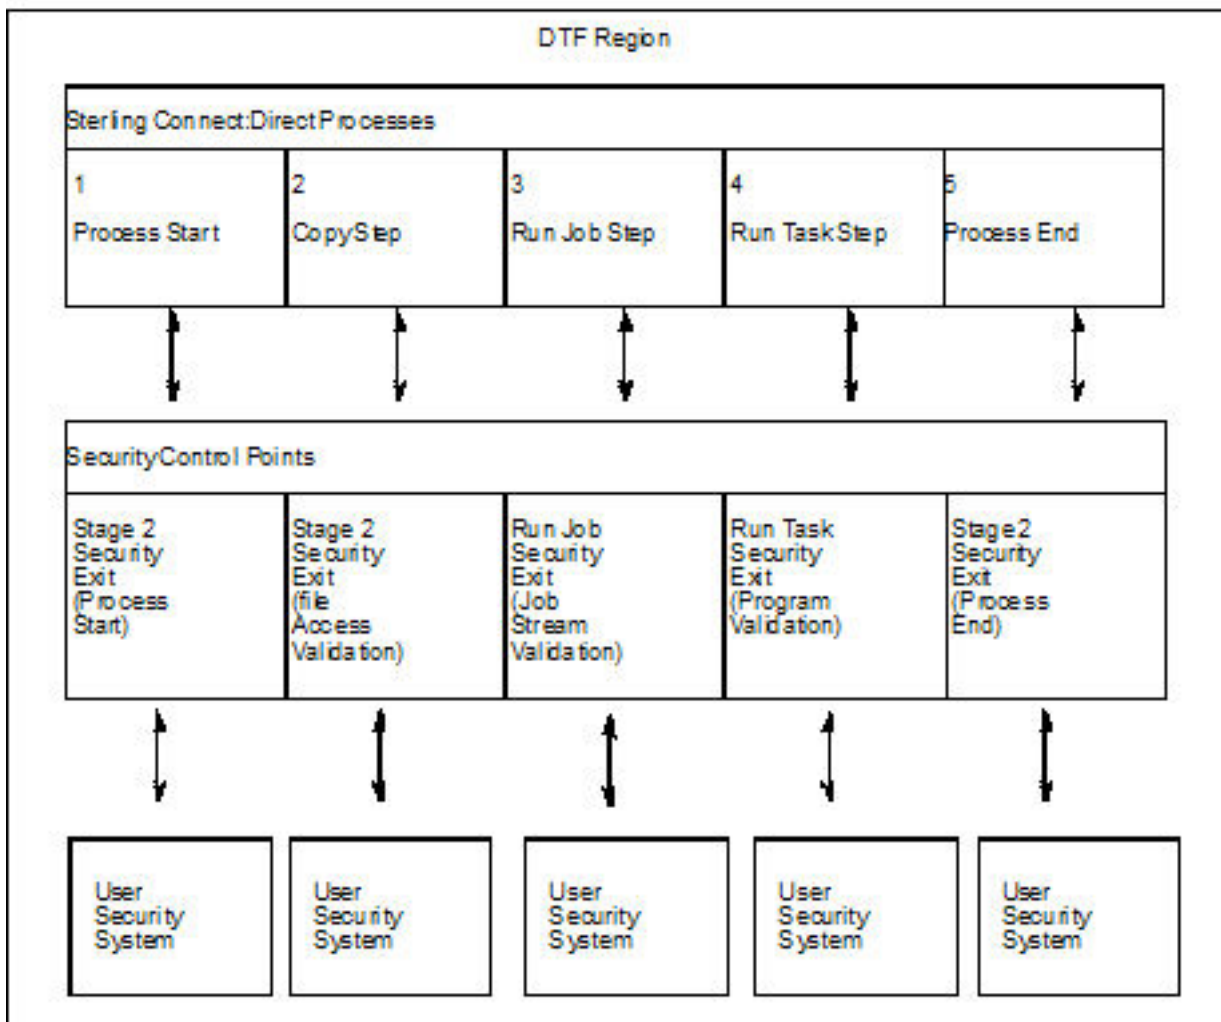 DTF Region
Sterling Connect:Direct Processes
1
Process Start
2
Copy Step
3
Run Job Step
4
Run Task Step
5
Process End
Security Control Points
Stage 2
Security
Exit
(Process
Start)
Stage 2
Security
Exit
(file
Access
Validation)
Run Job
Security
Exit
(Job
Stream
Validation)
Run Task
Security
Exit
(Program
Validation)
Stage 2
Security
Exit
(Process
End)
User
Security
System
User
Security
System
User
Security
System
User
Security
System
User
Security
System